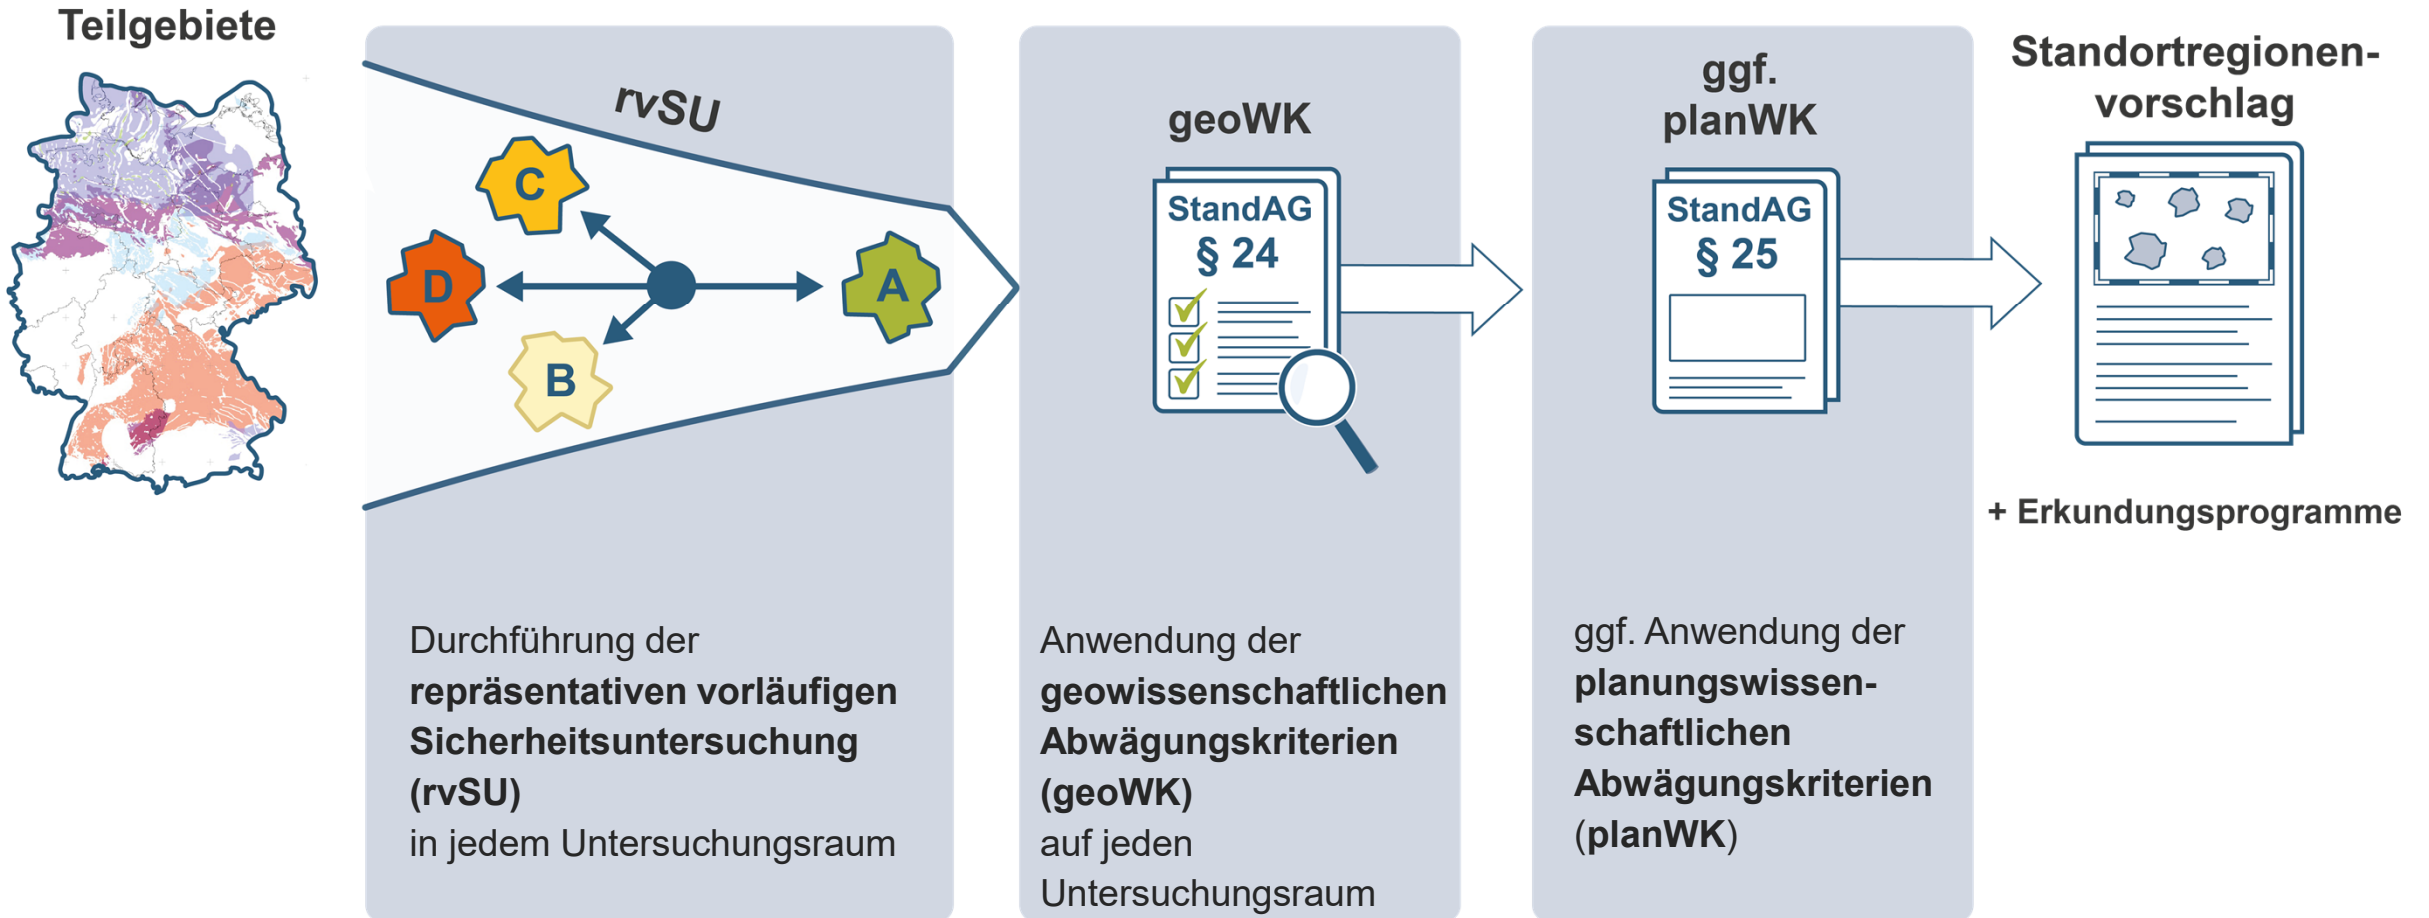 Teilgebiete
rvSU
C
D
A
B
Durchführung der
repräsentativen vorläufigen
Sicherheitsuntersuchung
(rvSU)
in jedem Untersuchungsraum
geoWK
StandAG
§ 24
Anwendung der
geowissenschaftlichen
Abwägungskriterien
(geoWK)
auf jeden
Untersuchungsraum
ggf.
planWK
StandAG
§ 25
ggf. Anwendung der
planungswissen-
schaftlichen
Abwägungskriterien
(planWK)
Standortregionen-
vorschlag
+ Erkundungsprogramme